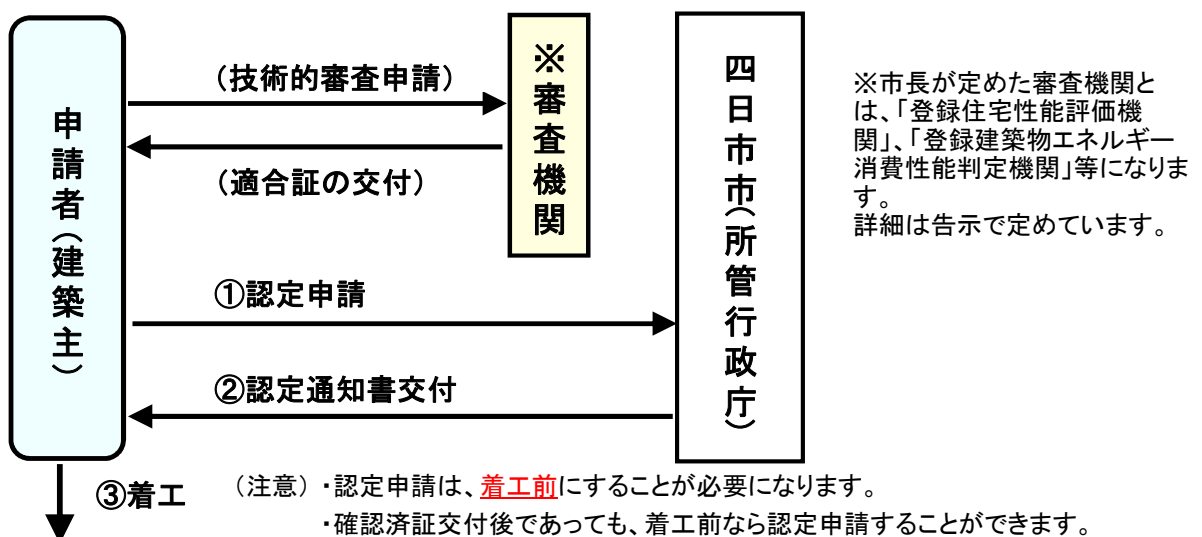 申請者(建築主)
(技術的審査申請)
(適合証の交付)
※審査機関
①認定申請
②認定通知書交付
四日市市(所管行政庁)
※市長が定めた審査機関と
は、「登録住宅性能評価機
関」、「登録建築物エネルギー
消費性能判定機関」等になりま
す。
詳細は告示で定めています。
③着工
(注意) ・認定申請は、着工前にすることが必要になります。
・確認済証交付後であっても、着工前なら認定申請することができます。